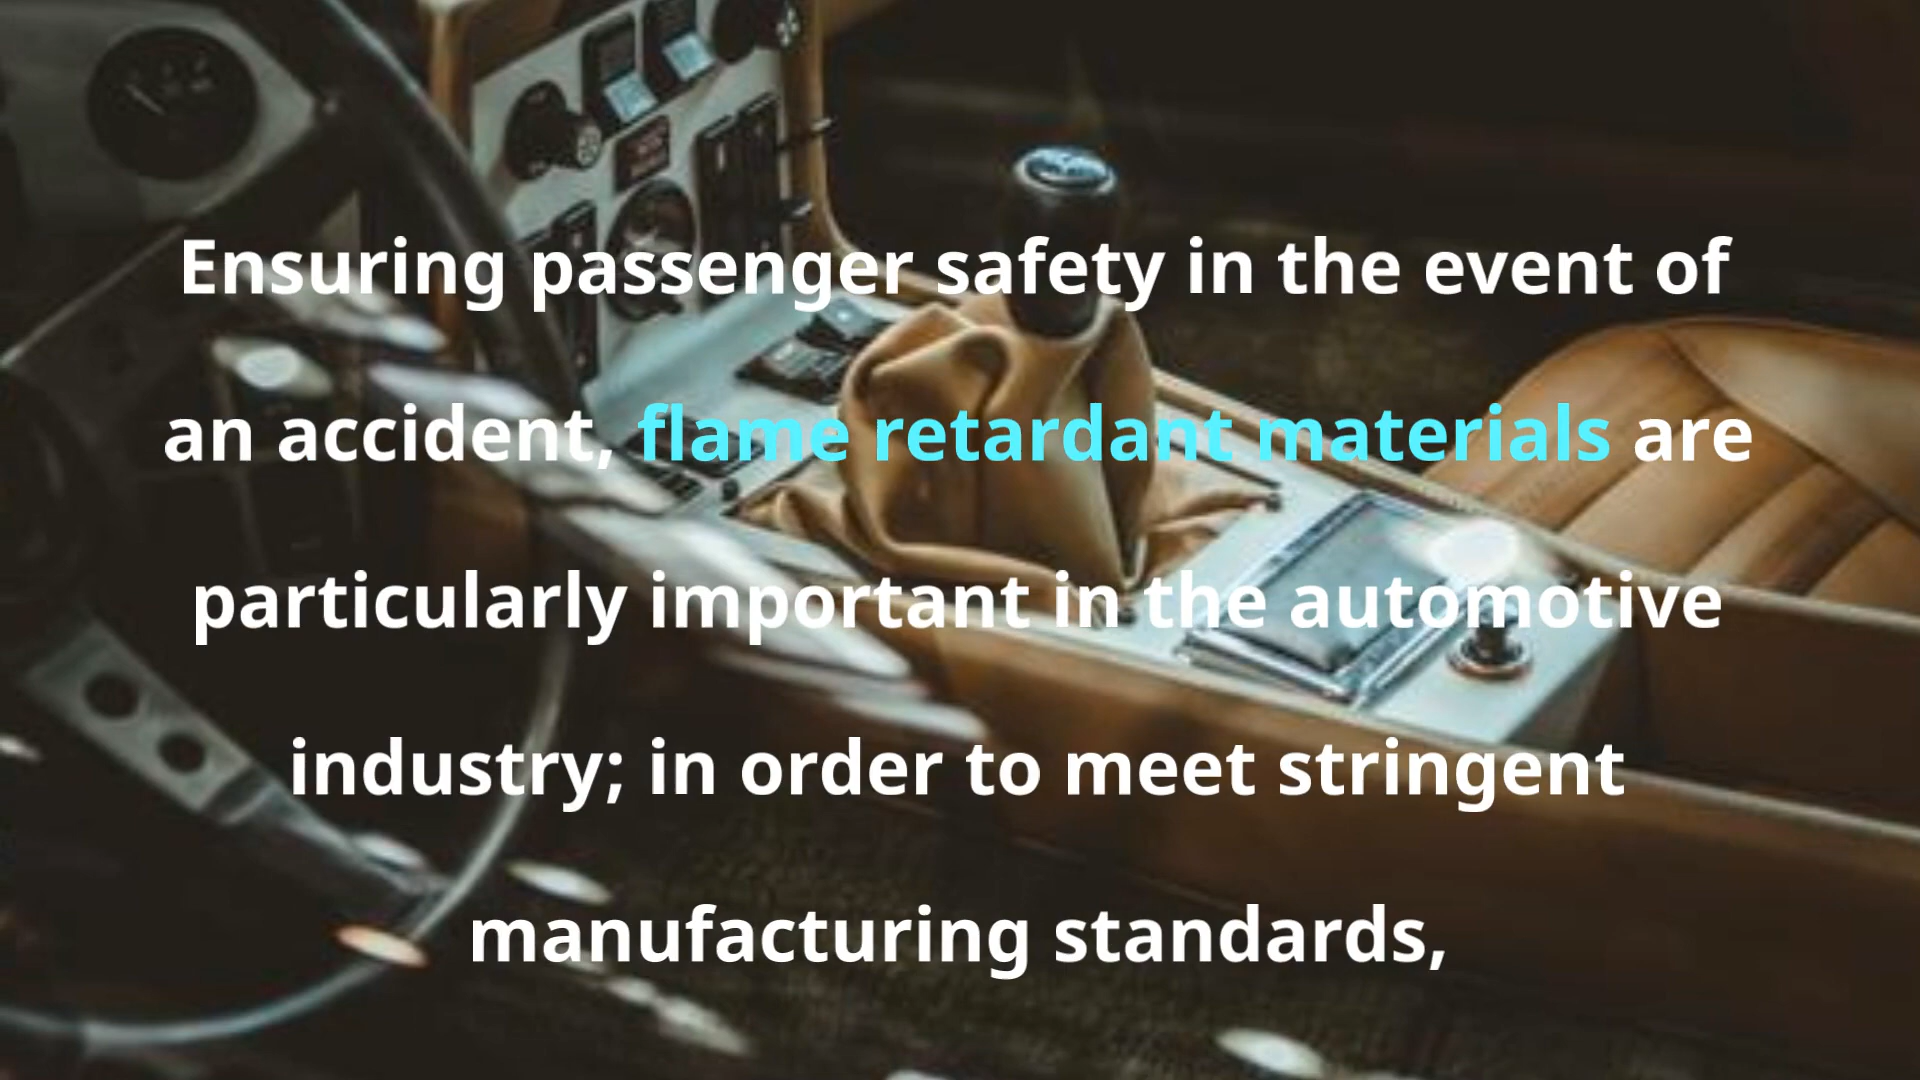 Ensuring passenger safety in the event of
an accident, flame retardant materials are
particularly important in the automotive
industry; in order to meet stringent
manufacturing standards,